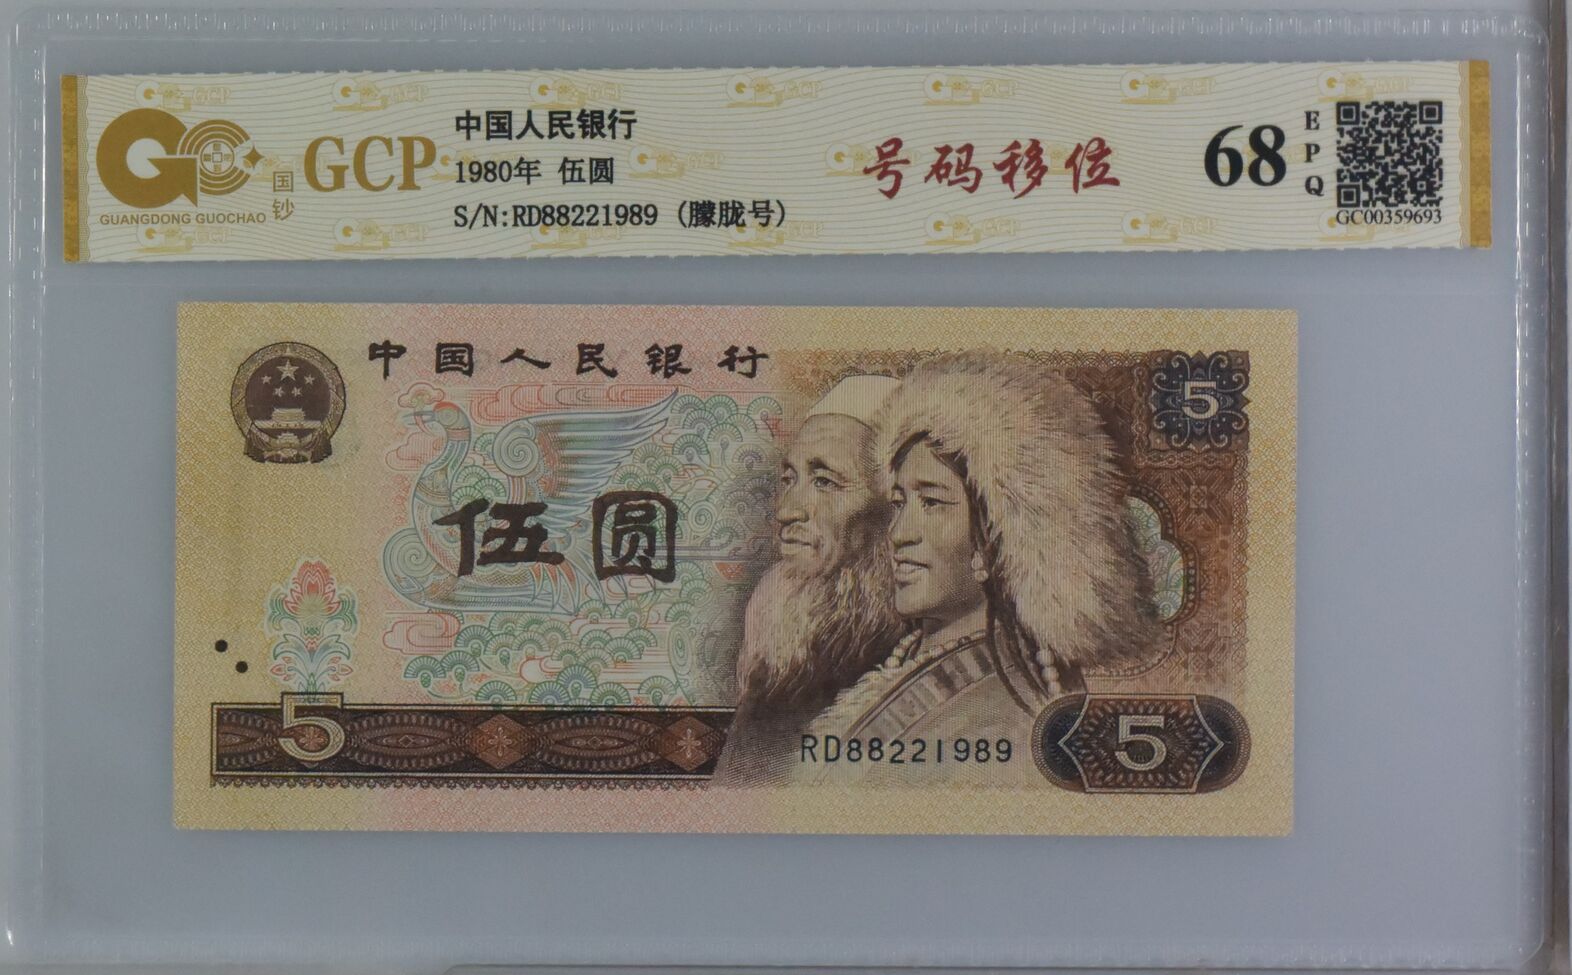 GCP
国钞
GUANGDONG GUOCHAO
中国人民银行
1980年 伍圆
S/N:RD88221989 (朦胧号)
号码移位
68
EPQ
GC00359693
中国人民银行
5
伍圆
5
RD88221989
5